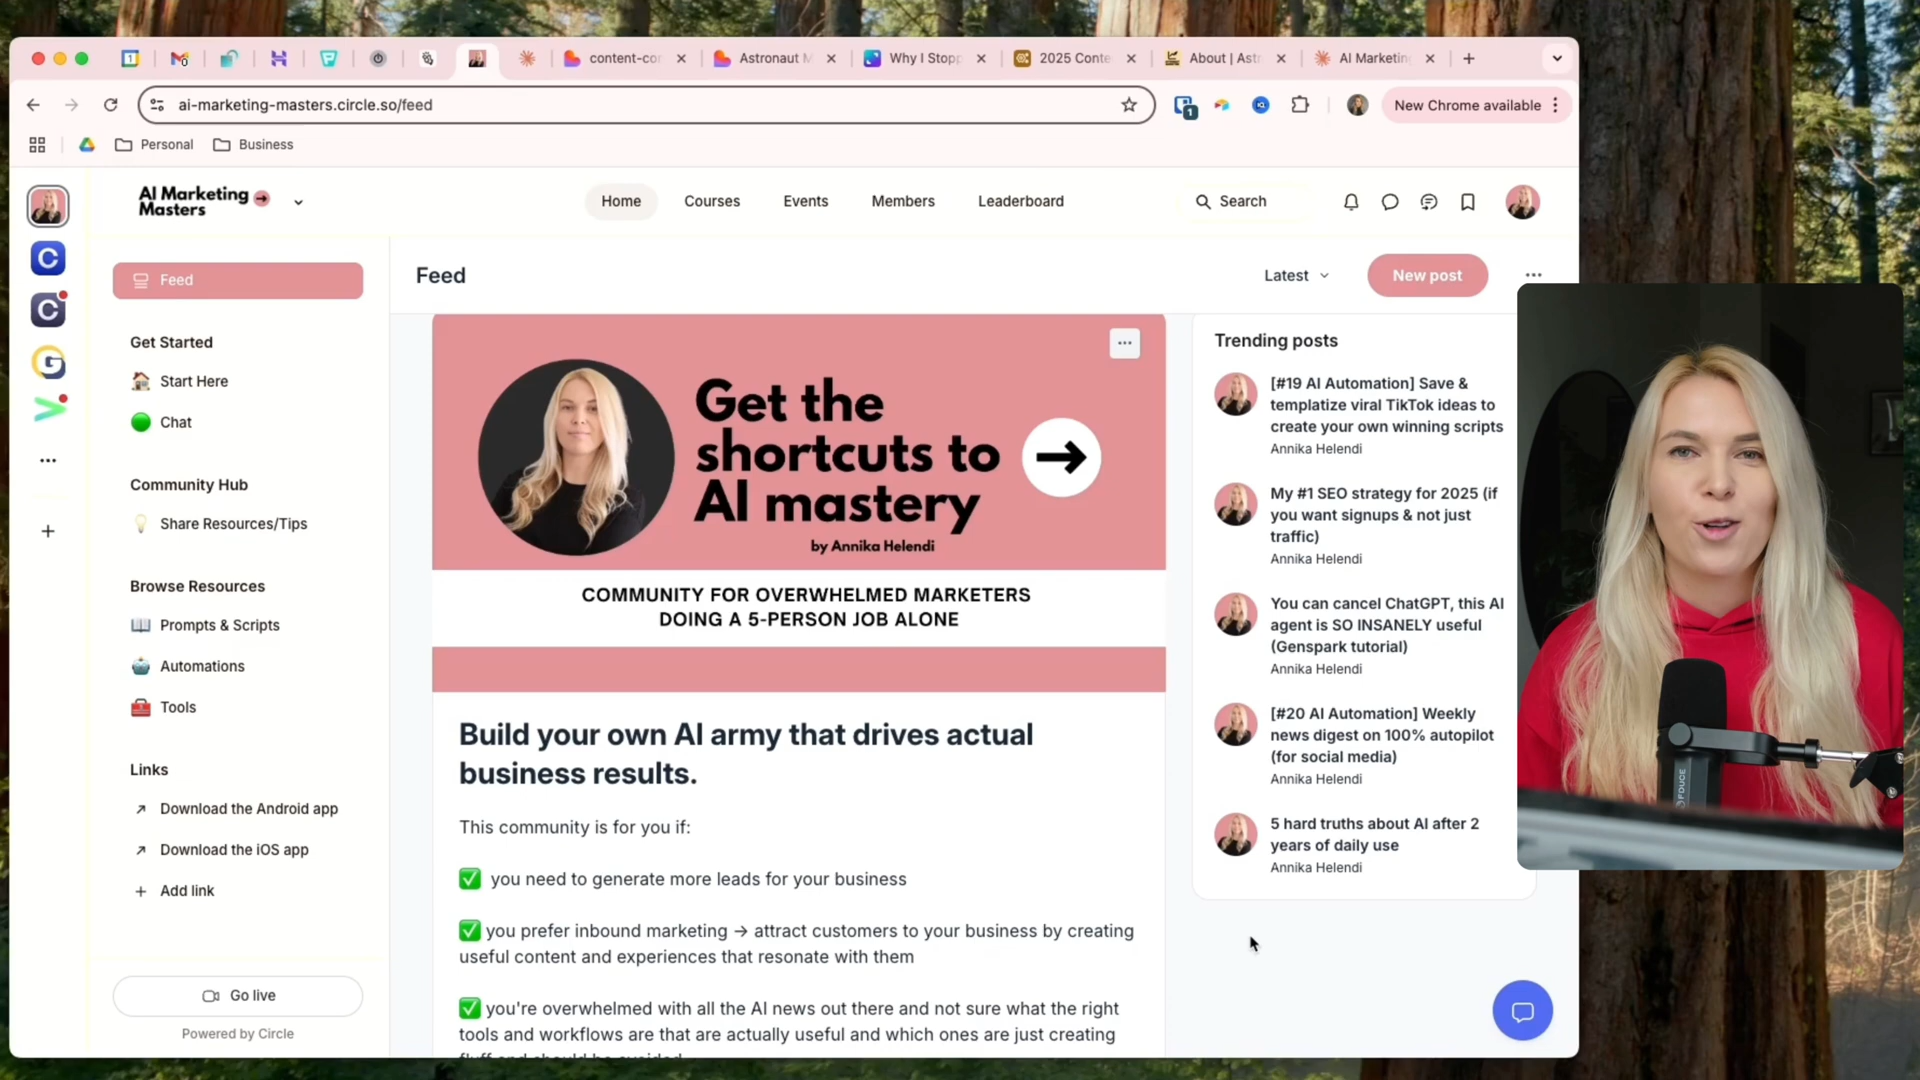 content-co
Astronaut
Why I Stopp
2025 Conte
About | Ast
AI Marketin
ai-marketing-masters.circle.so/feed
1
New Chrome available
Personal
Business
AI Marketing
Masters
Home
Courses
Events
Members
Leaderboard
Search
Feed
Feed
Latest
New post
Get Started
Start Here
Chat
Community Hub
Share Resources/Tips
Browse Resources
Prompts & Scripts
Automations
Tools
Links
Download the Android app
Download the iOS app
Add link
Go live
Powered by Circle
Get the
shortcuts to
AI mastery
by Annika Helendi
COMMUNITY FOR OVERWHELMED MARKETERS
DOING A 5-PERSON JOB ALONE
Build your own AI army that drives actual
business results.
This community is for you if:
✅ you need to generate more leads for your business
✅ you prefer inbound marketing → attract customers to your business by creating
useful content and experiences that resonate with them
✅ you're overwhelmed with all the AI news out there and not sure what the right
tools and workflows are that are actually useful and which ones are just creating
Trending posts
[#19 AI Automation] Save &
templatize viral TikTok ideas to
create your own winning scripts
Annika Helendi
My #1 SEO strategy for 2025 (if
you want signups & not just
traffic)
Annika Helendi
You can cancel ChatGPT, this AI
agent is SO INSANELY useful
(Genspark tutorial)
Annika Helendi
[#20 AI Automation] Weekly
news digest on 100% autopilot
(for social media)
Annika Helendi
5 hard truths about AI after 2
years of daily use
Annika Helendi
FDUCE